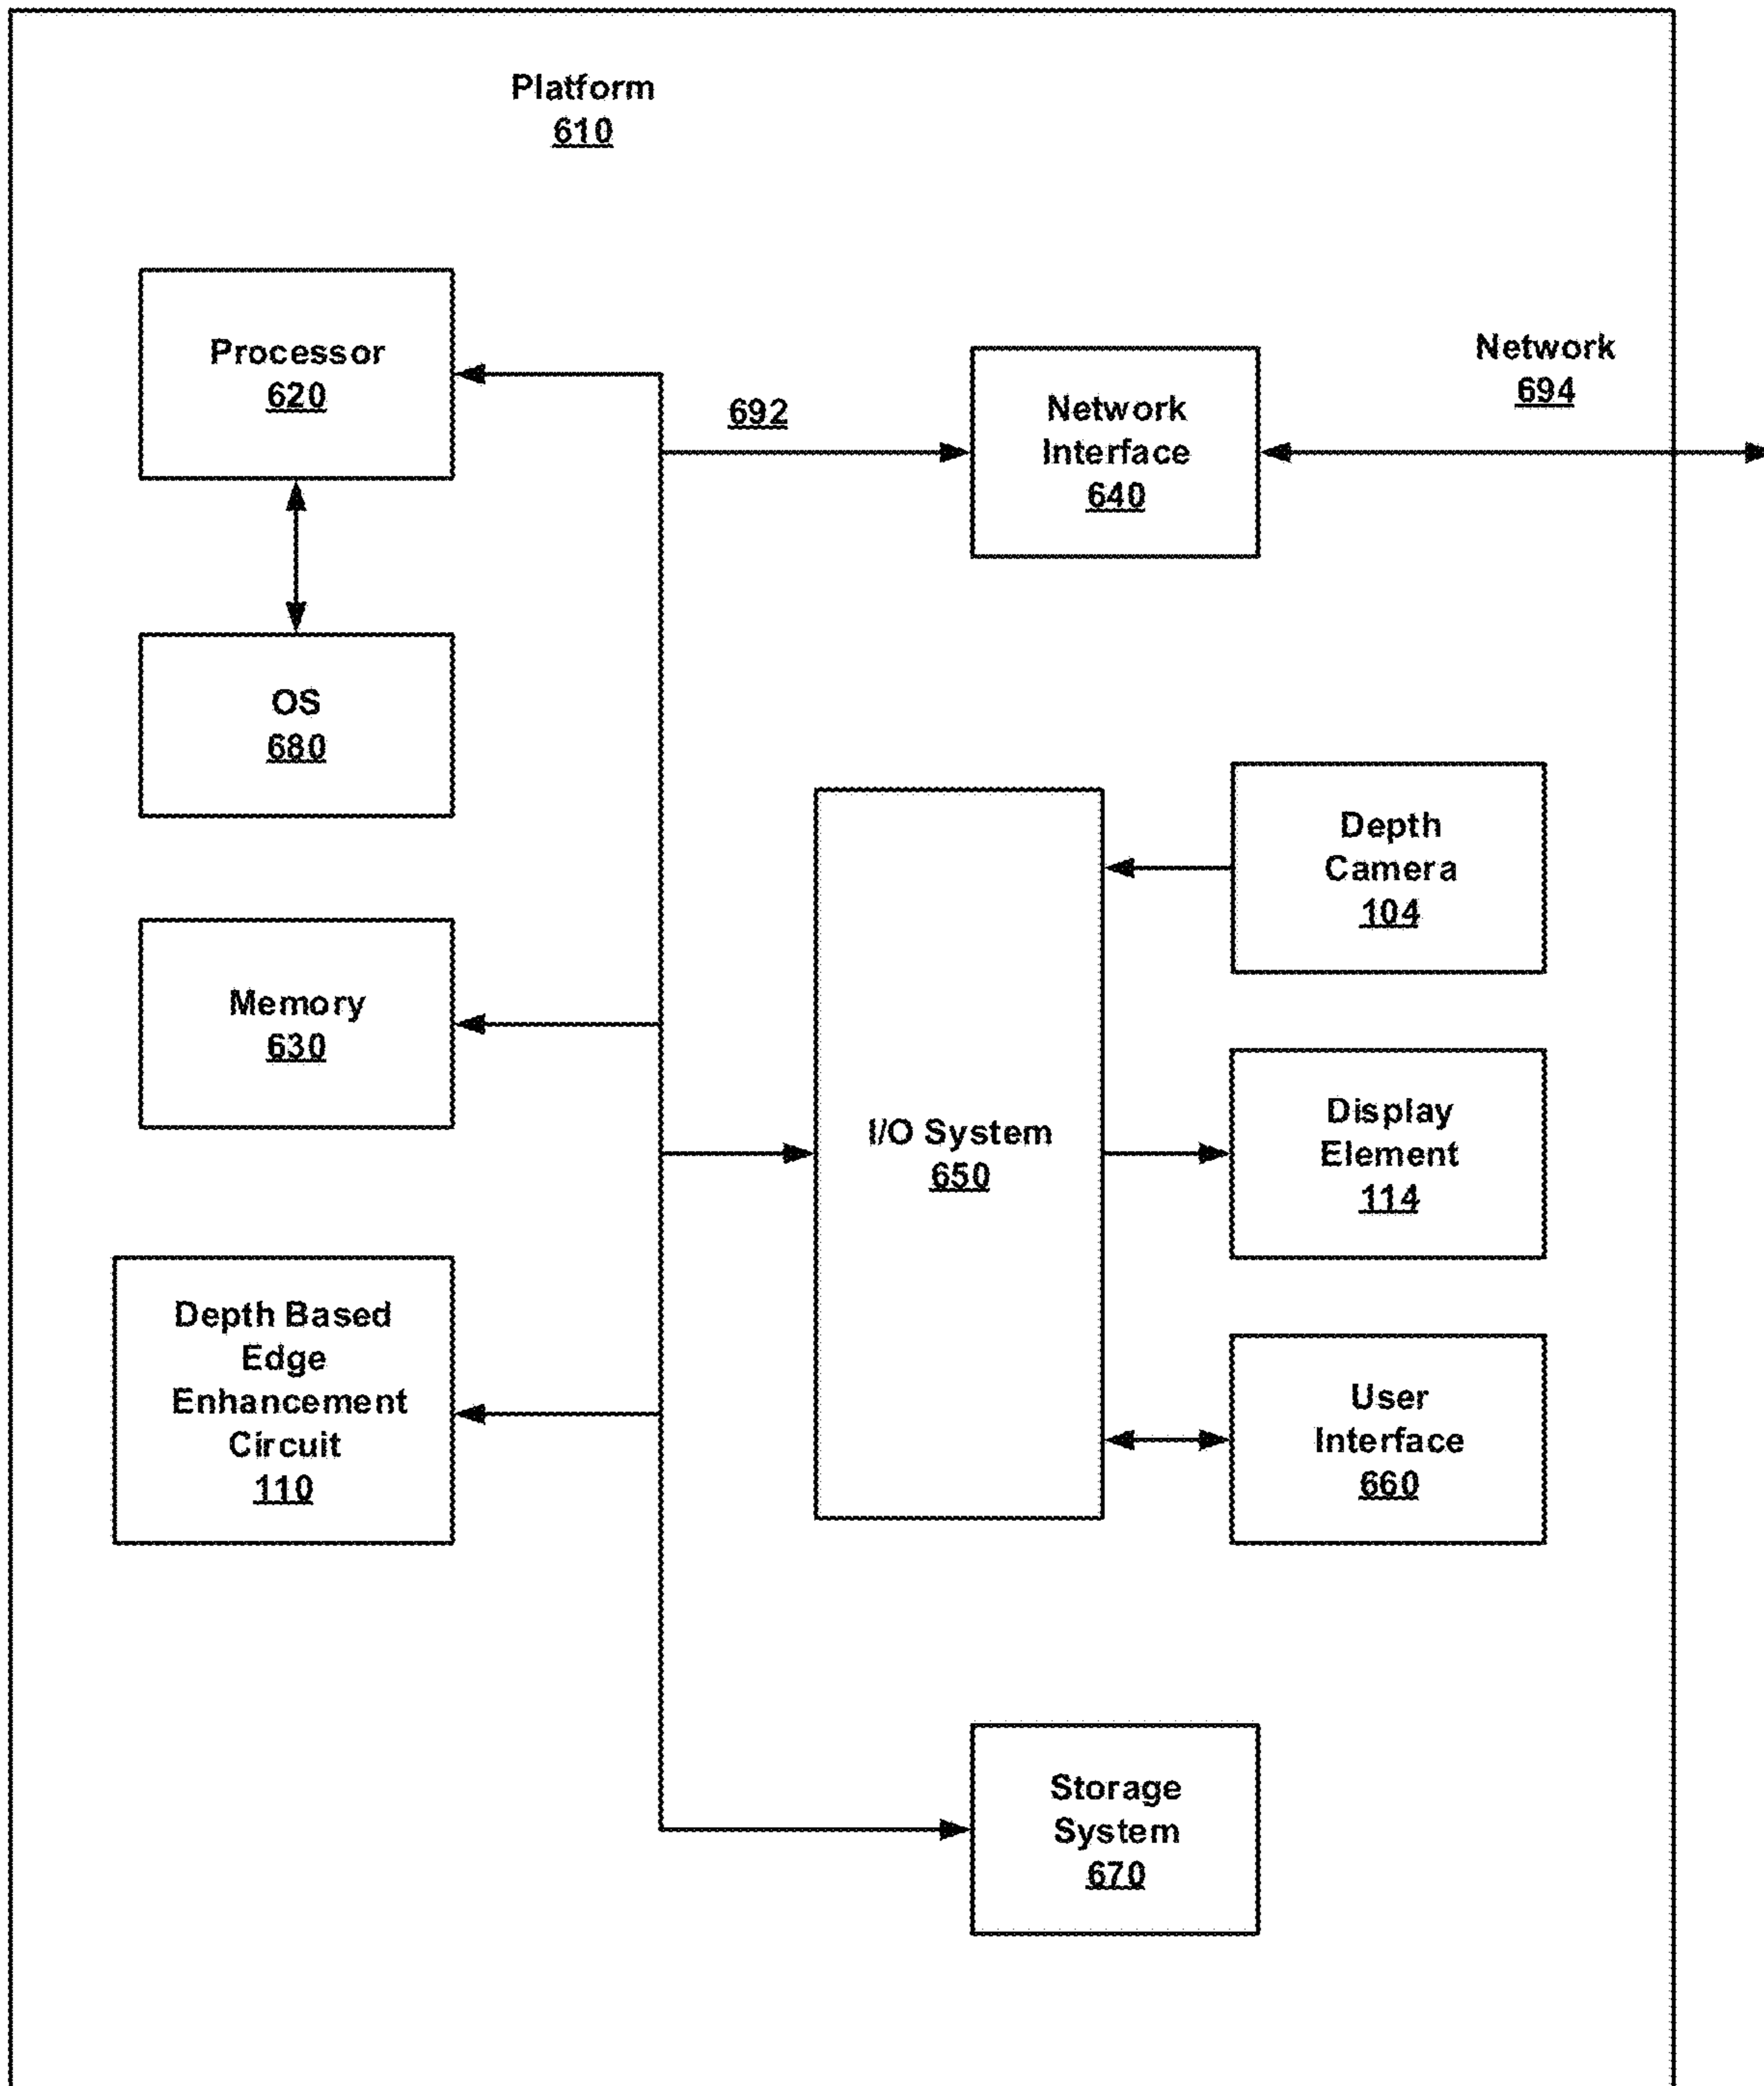 Platform
610
Processor
620
692
Network
Interface
640
Network
694
OS
680
Memory
630
I/O System
650
Depth
Camera
104
Display
Element
114
User
Interface
660
Depth Based
Edge
Enhancement
Circuit
110
Storage
System
670